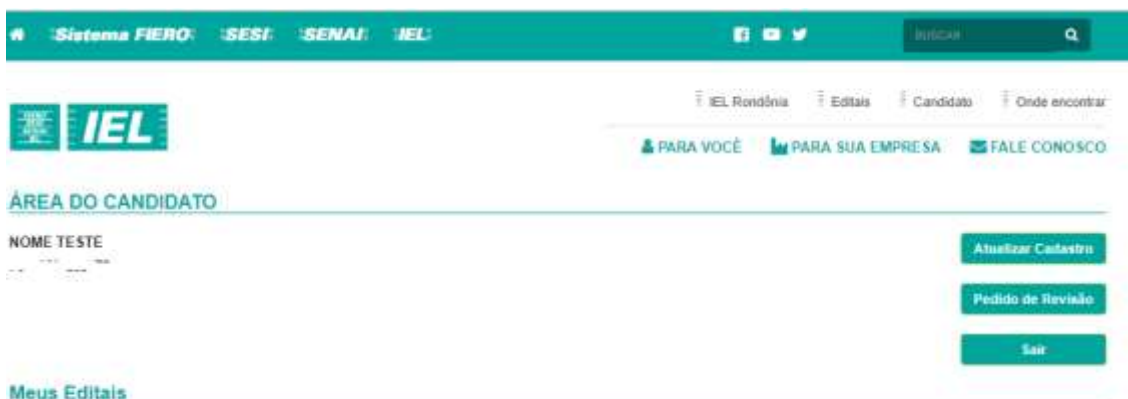 Sistema FIERO SESI SENAI IEL BUSCAR
IEL Rondônia Editais Candidato Onde encontrar
IEL
PARA VOCÊ PARA SUA EMPRESA FALE CONOSCO
ÁREA DO CANDIDATO
NOME TESTE
Atualizar Cadastro
Pedido de Revisão
Sair
Meus Editais